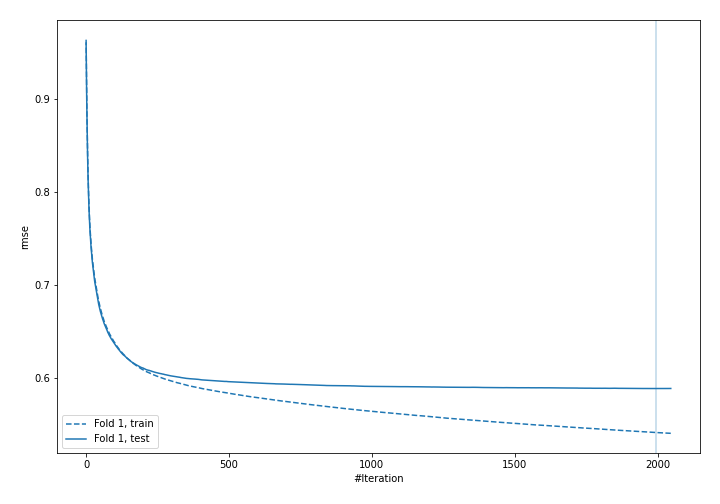 0.9
0.8
0.7
0.6
rmse
Fold 1, train
Fold 1, test
0 500 1000 1500 2000
#Iteration